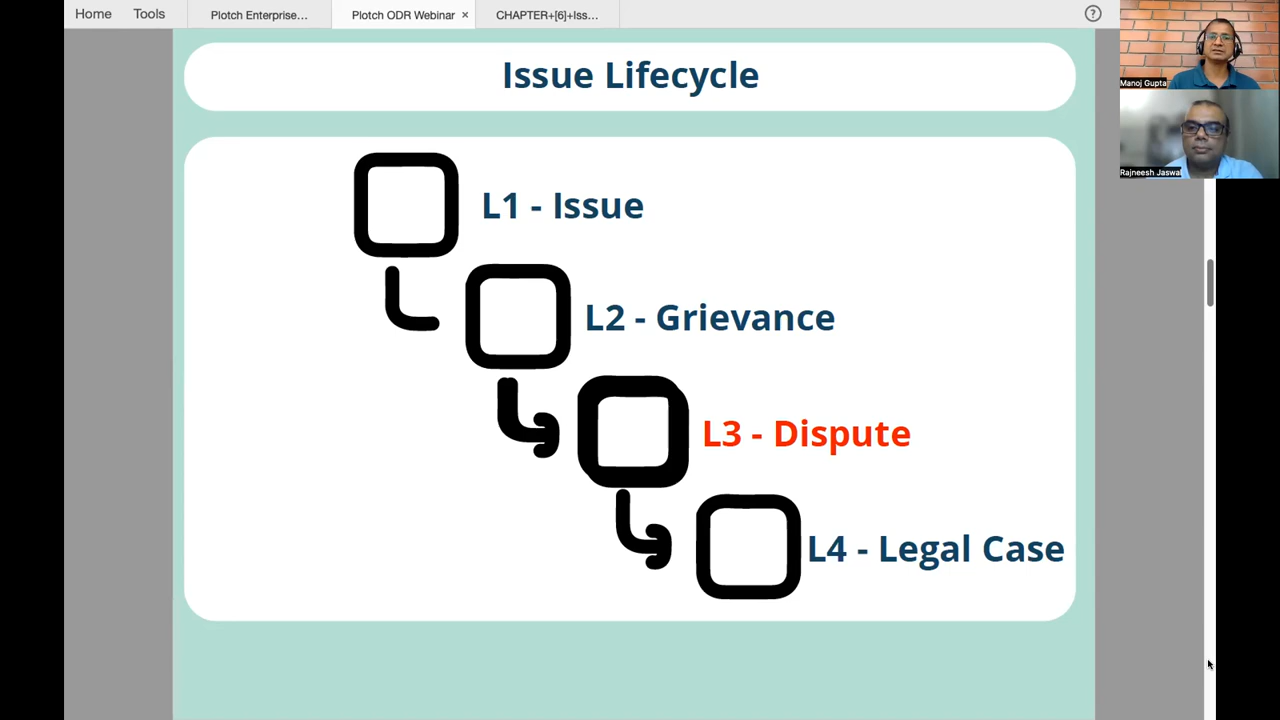 Home Tools Plotch Enterprise... Plotch ODR Webinar × CHAPTER+[6]+Iss... ?
Issue Lifecycle
L1 - Issue
L2 - Grievance
L3 - Dispute
L4 - Legal Case
Manoj Gupta
Rajneesh Jaswal